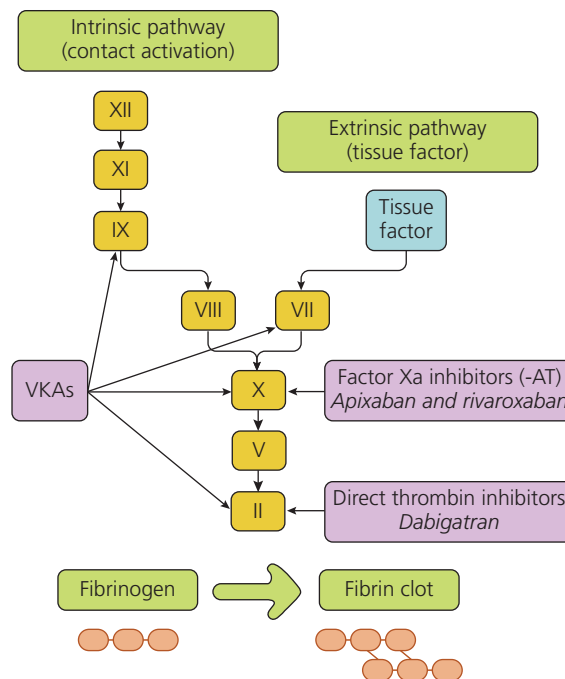 Intrinsic pathway
(contact activation)
XII
Extrinsic pathway
(tissue factor)
XI
Tissue
factor
IX
VIII
VII
VKAs
X
Factor Xa inhibitors (-AT)
Apixaban and rivaroxaban
V
II
Direct thrombin inhibitors
Dabigatran
Fibrinogen
Fibrin clot